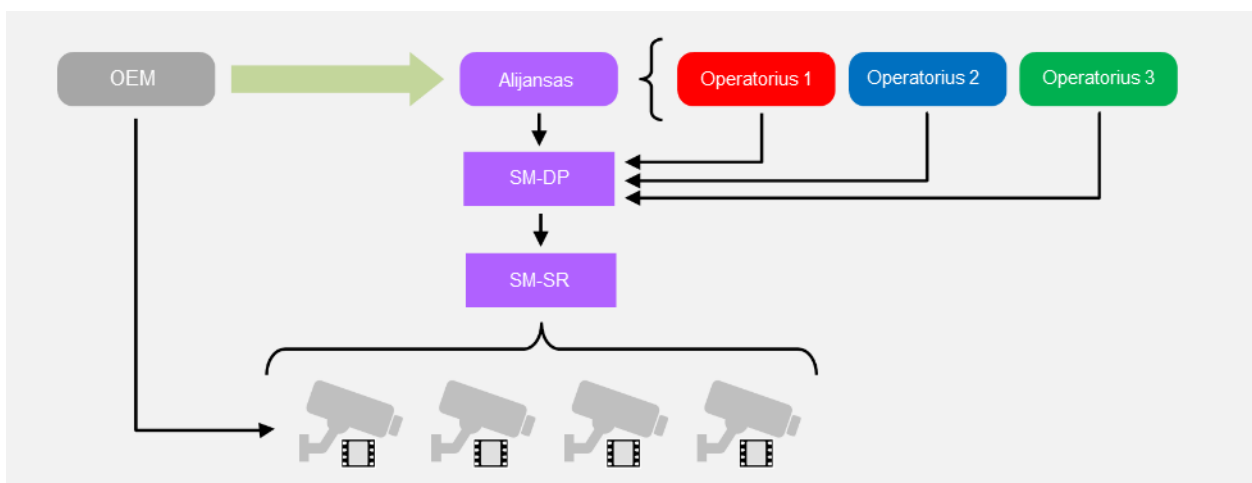 OEM
Alijansas
Operatorius 1
Operatorius 2
Operatorius 3
SM-DP
SM-SR